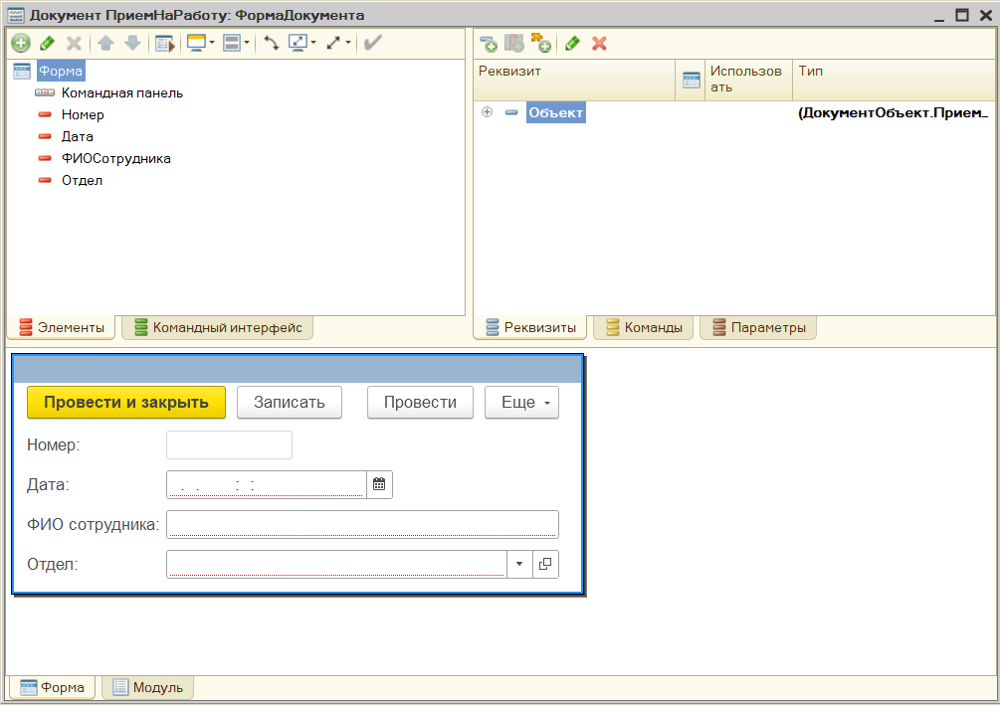 Документ ПриемНаРаботу: ФормаДокумента
Форма
Командная панель
Номер
Дата
ФИОСотрудника
Отдел
Элементы
Командный интерфейс
Реквизит
Использов
ать
Тип
Объект
(ДокументОбъект.Прием_
Реквизиты
Команды
Параметры
Провести и закрыть
Записать
Провести
Еще
Номер:
Дата:
. . : :
ФИО сотрудника:
Отдел:
Форма
Модуль